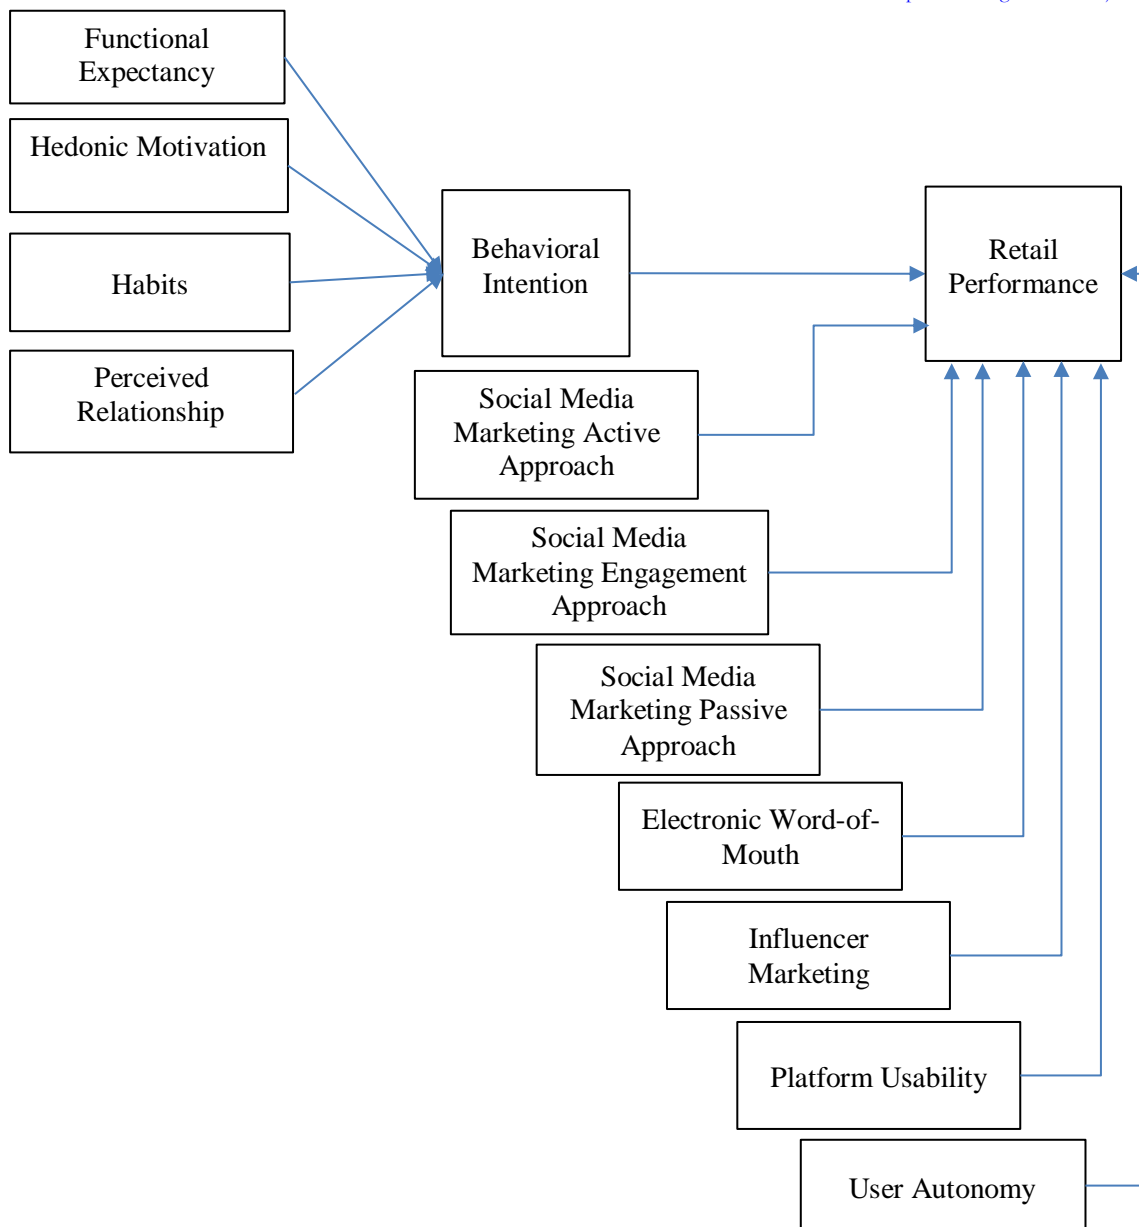 Functional
Expectancy
Hedonic Motivation
Habits
Perceived
Relationship
Behavioral
Intention
Retail
Performance
Social Media
Marketing Active
Approach
Social Media
Marketing Engagement
Approach
Social Media
Marketing Passive
Approach
Electronic Word-of-
Mouth
Influencer
Marketing
Platform Usability
User Autonomy